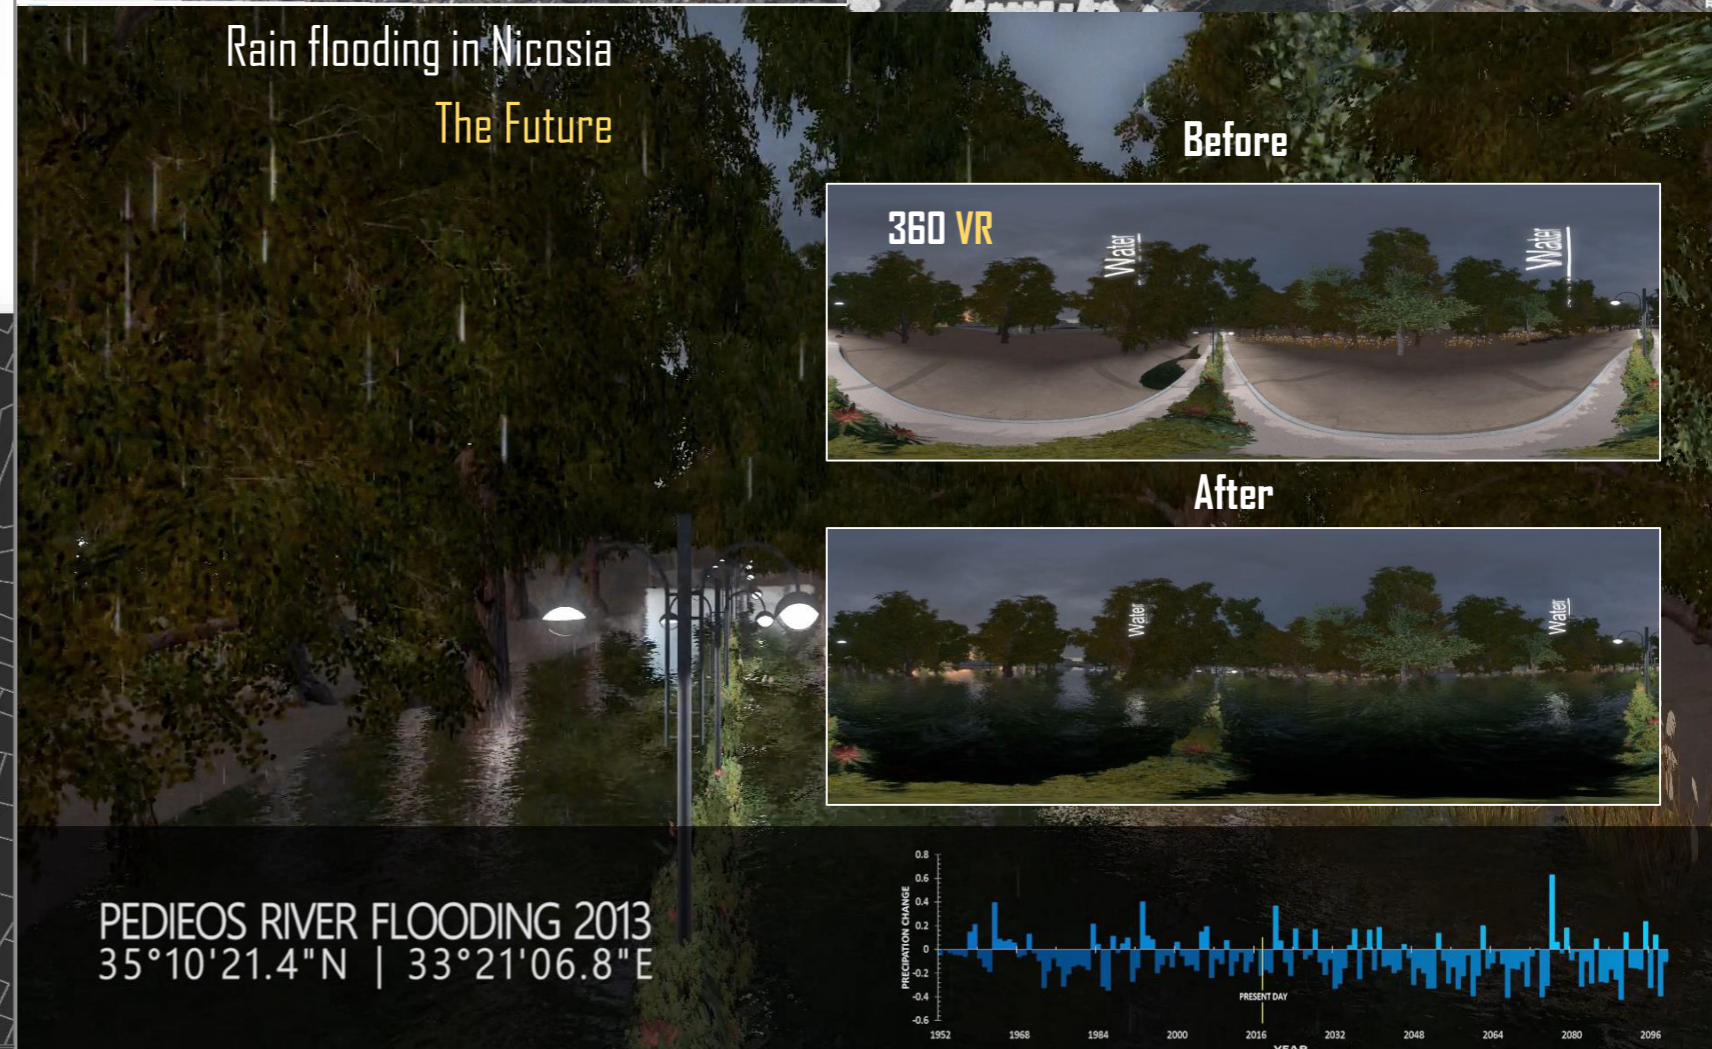 Rain flooding in Nicosia
The Future
Before
360 VR
Water
Water
After
Water
Water
PEDIEOS RIVER FLOODING 2013
35°10'21.4"N | 33°21'06.8"E
PRECIPATION CHANGE
0.8
0.6
0.4
0.2
0
-0.2
-0.4
-0.6
PRESENT DAY
1952 1968 1984 2000 2016 2032 2048 2064 2080 2096
YEAR